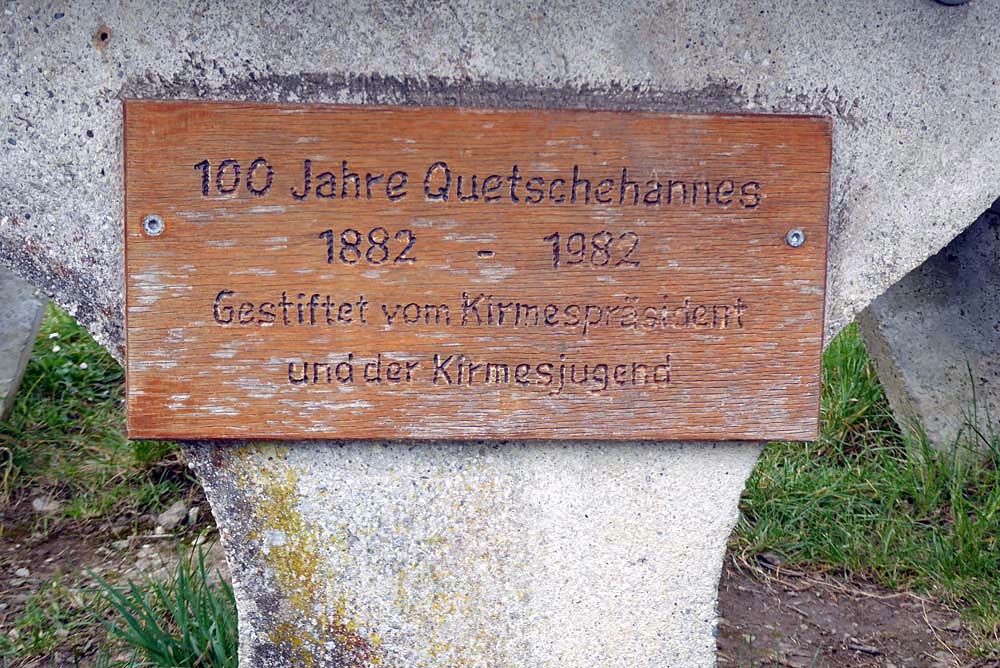 100 Jahre Quetschehannes
1882 - 1982
Gestiftet vom Kirmespräsident
und der Kirmesjugend